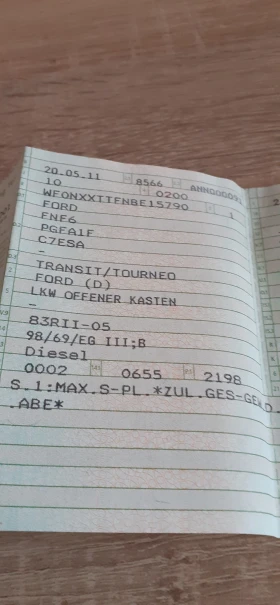 20.05.11 8566 AHN000093
10 0200 1
WF0NXXTTFNBE15790
FORD
FNF6
PGFA1F
C7ESA
TRANSIT/TOURNEO
FORD (D)
LKW OFFENER KASTEN
-
83RII-05
98/69/EG III;B
Diesel
0002 0655 2198
S.1:MAX.S-PL.*ZUL.GES-GEW.D
.ABE*